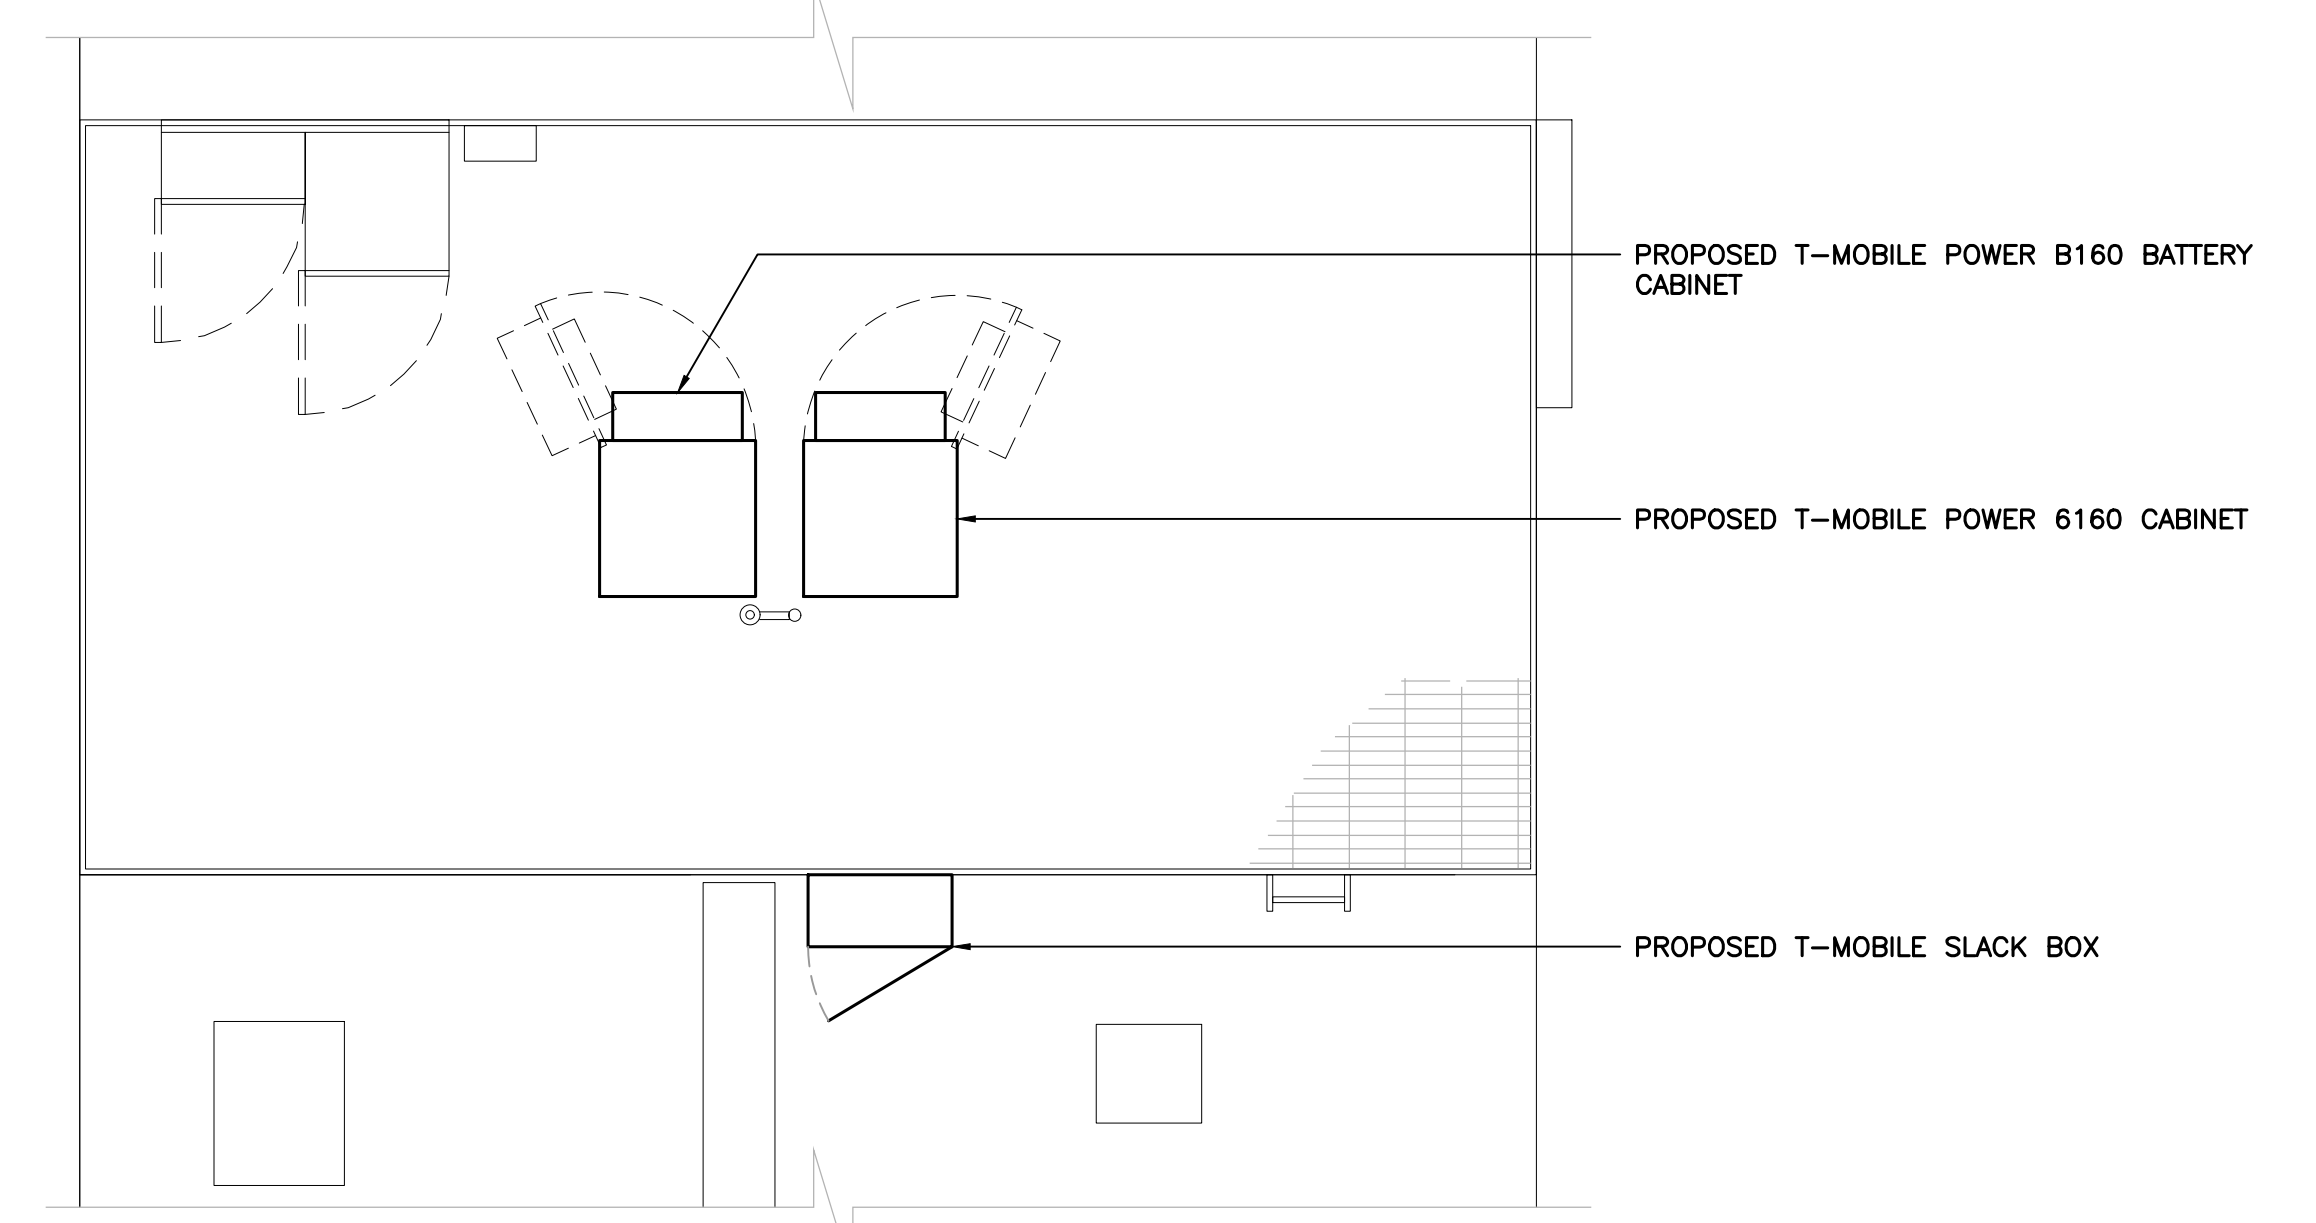 PROPOSED T-MOBILE POWER B160 BATTERY
CABINET
PROPOSED T-MOBILE POWER 6160 CABINET
PROPOSED T-MOBILE SLACK BOX